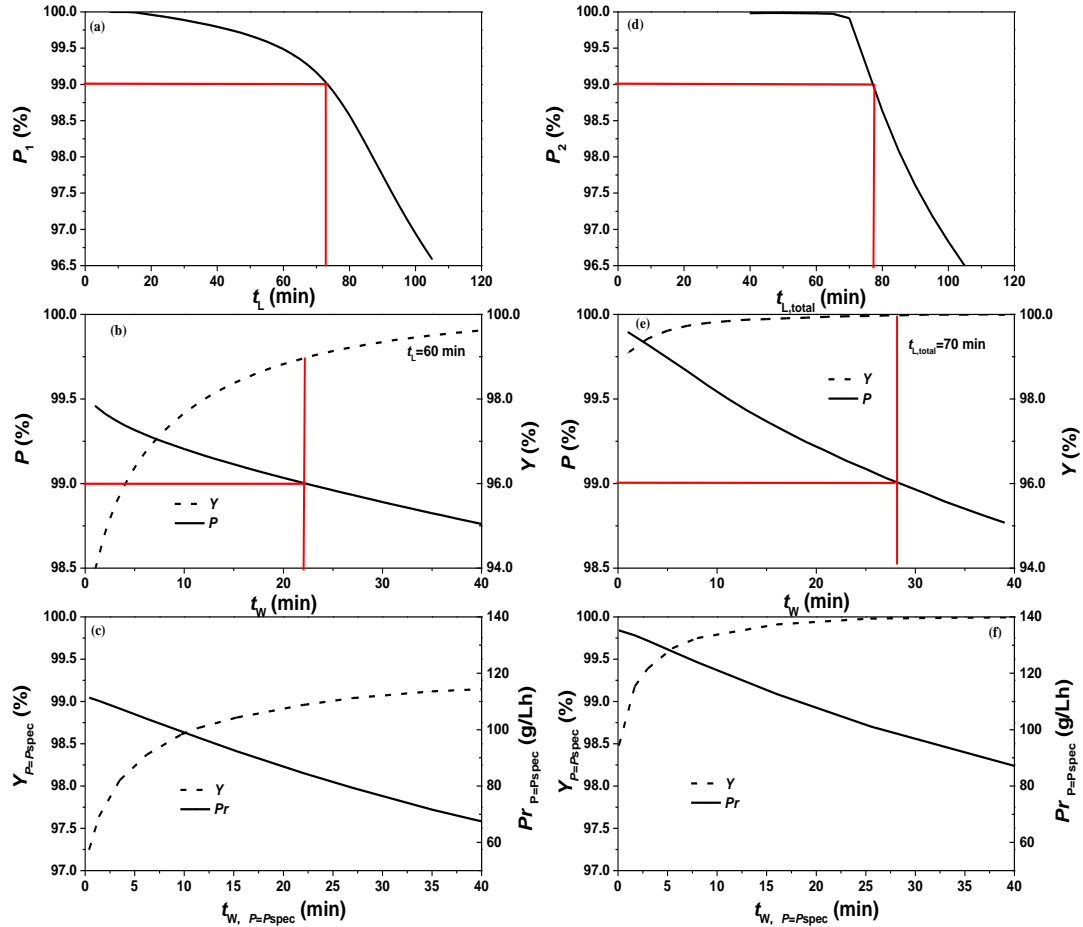 (a)
100.0
99.5
99.0
98.5
98.0
97.5
97.0
96.5
P1 (%)
0 20 40 60 80 100 120
tL (min)
(d)
100.0
99.5
99.0
98.5
98.0
97.5
97.0
96.5
P2 (%)
0 20 40 60 80 100 120
tL,total (min)
(b)
100.0
99.5
99.0
98.5
P (%)
tL=60 min
Y
P
100.0
98.0
96.0
94.0
Y (%)
0 10 20 30 40
tW (min)
(e)
100.0
99.5
99.0
98.5
P (%)
tL,total=70 min
Y
P
100.0
98.0
96.0
94.0
Y (%)
0 10 20 30 40
tW (min)
(c)
100.0
99.5
99.0
98.5
98.0
97.5
97.0
YP=Pspec (%)
Y
Pr
140
120
100
80
60
Pr P=Pspec (g/Lh)
0 5 10 15 20 25 30 35 40
tW, P=Pspec (min)
(f)
100.0
99.5
99.0
98.5
98.0
97.5
97.0
YP=Pspec (%)
Y
Pr
140
120
100
80
60
Pr P=Pspec (g/Lh)
0 5 10 15 20 25 30 35 40
tW, P=Pspec (min)